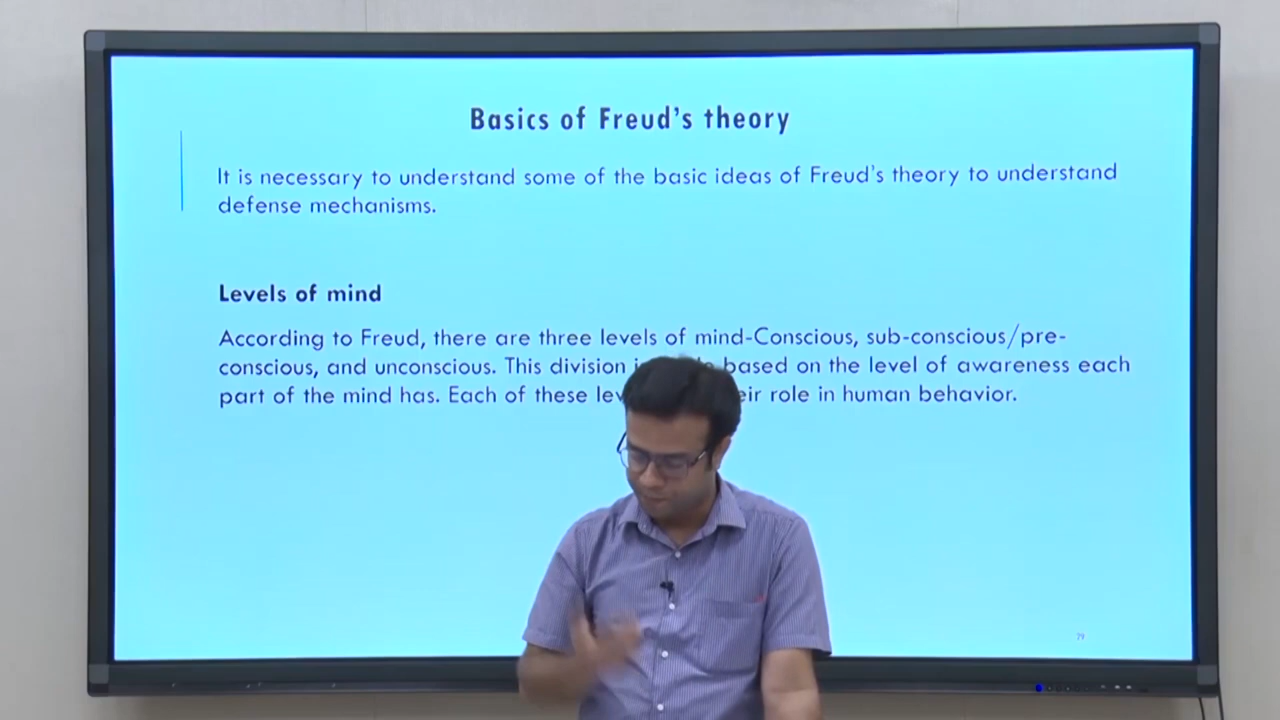 Basics of Freud's theory
It is necessary to understand some of the basic ideas of Freud's theory to understand
defense mechanisms.
Levels of mind
According to Freud, there are three levels of mind-Conscious, sub-conscious/pre-
conscious, and unconscious. This division based on the level of awareness each
part of the mind has. Each of these role in human behavior.
79